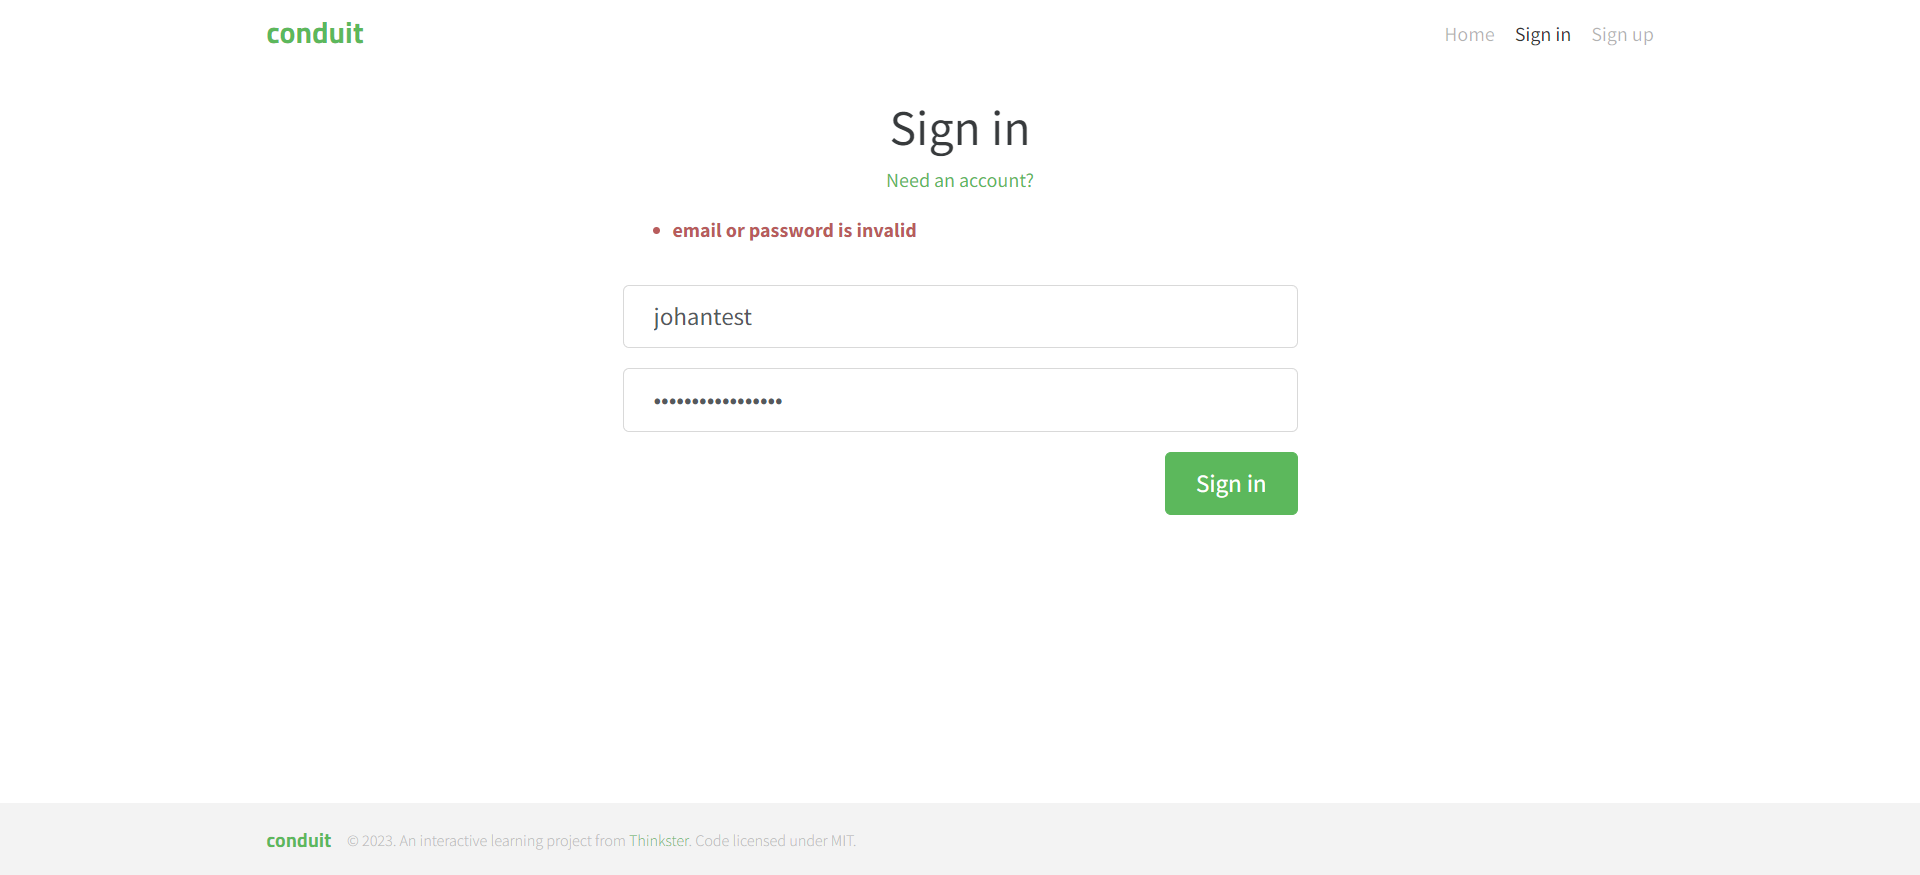 conduit
Home Sign in Sign up
Sign in
Need an account?
• email or password is invalid
johantest
•••••••••••••••••
Sign in
conduit © 2023. An interactive learning project from Thinkster. Code licensed under MIT.